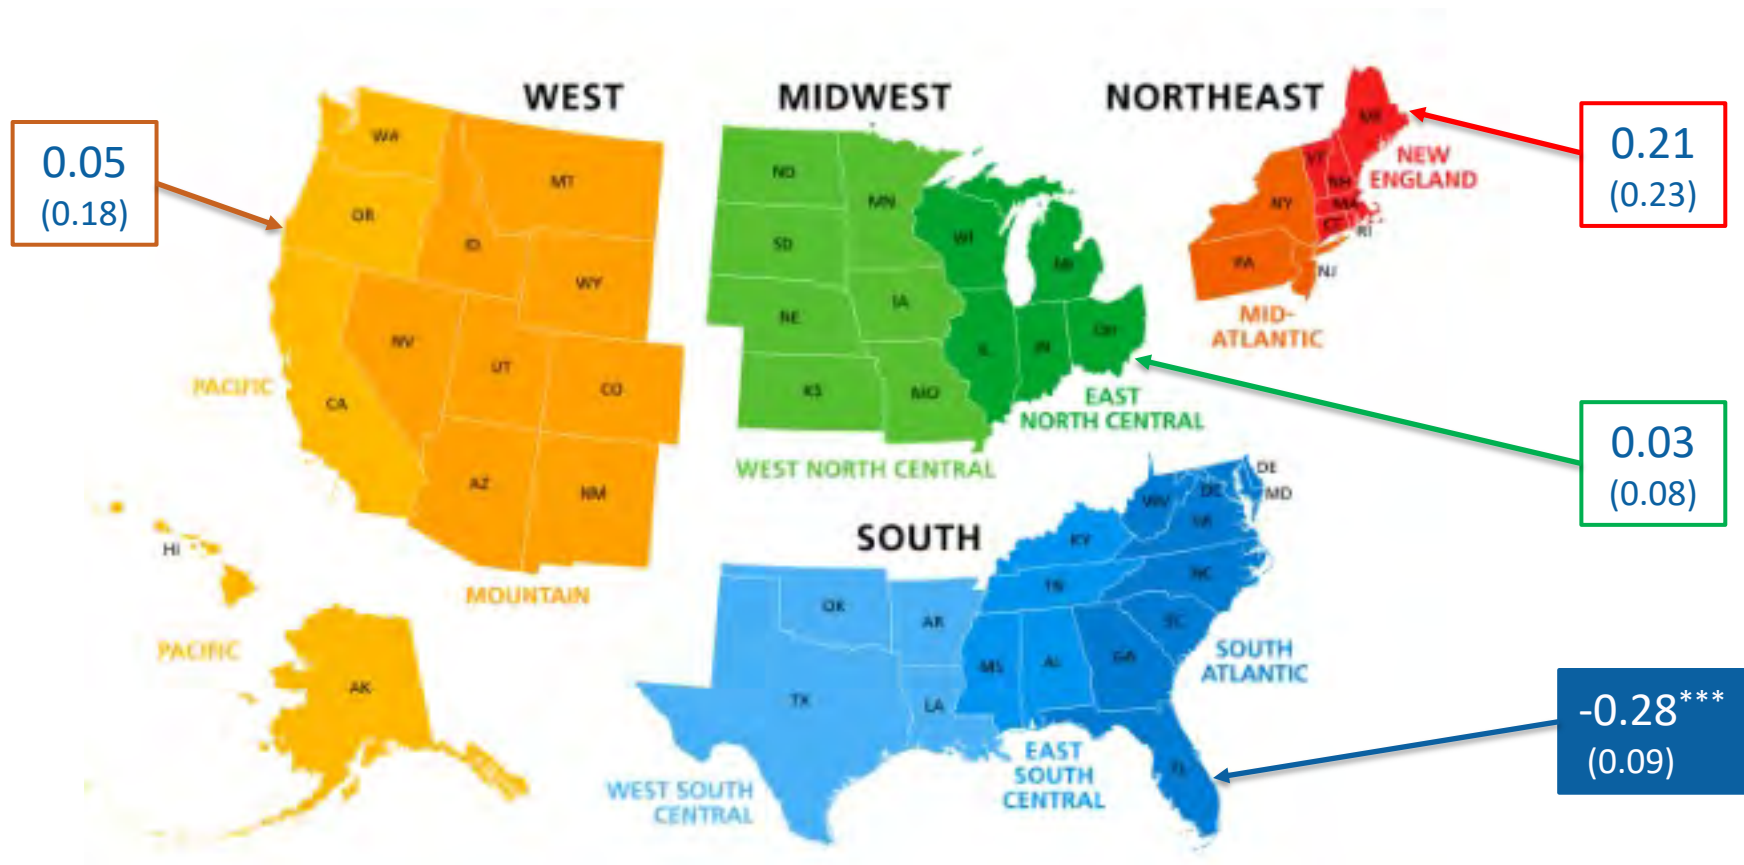 WEST
MIDWEST
NORTHEAST
0.05
(0.18)
WA
OR
CA
ID
MT
WY
NV
UT
CO
AZ
NM
PACIFIC
MOUNTAIN
HI
PACIFIC
AK
ND
SD
NE
KS
MN
IA
MO
WI
MI
IL
IN
OH
WEST NORTH CENTRAL
EAST
NORTH CENTRAL
ME
VT
NH
MA
CT
RI
NY
PA
NJ
NEW
ENGLAND
MID-
ATLANTIC
0.21
(0.23)
0.03
(0.08)
SOUTH
OK
AR
TX
LA
KY
TN
MS
AL
WV
DC
DE
MD
VA
NC
SC
GA
FL
WEST SOUTH
CENTRAL
EAST
SOUTH
CENTRAL
SOUTH
ATLANTIC
-0.28***
(0.09)